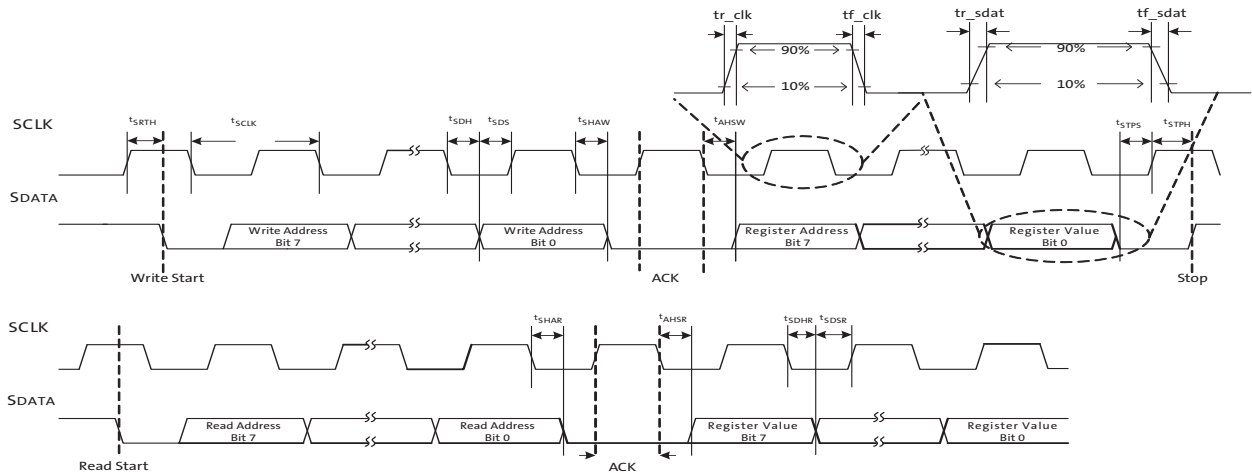 tr_clk tf_clk tr_sdat tf_sdat
90% 90%
10% 10%
SCLK tSRTH tSCLK tSDH tSDS tSHAW tAHSW tSTPS tSTPH
SDATA
Write Address Write Address Register Address Register Value
Bit 7 Bit 0 Bit 7 Bit 0
Write Start ACK Stop
SCLK tSHAR tAHSR tSDHR tSDSR
SDATA
Read Address Read Address Register Value Register Value
Bit 7 Bit 0 Bit 7 Bit 0
Read Start ACK